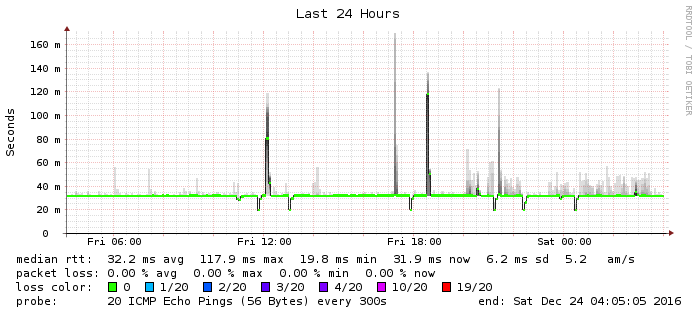 Last 24 Hours
RRDTOOL / TOBI OETIKER
Seconds
160 m
140 m
120 m
100 m
80 m
60 m
40 m
20 m
0
Fri 06:00 Fri 12:00 Fri 18:00 Sat 00:00
median rtt: 32.2 ms avg 117.9 ms max 19.8 ms min 31.9 ms now 6.2 ms sd 5.2 am/s
packet loss: 0.00 % avg 0.00 % max 0.00 % min 0.00 % now
loss color: 0 1/20 2/20 3/20 4/20 10/20 19/20
probe: 20 ICMP Echo Pings (56 Bytes) every 300s end: Sat Dec 24 04:05:05 2016